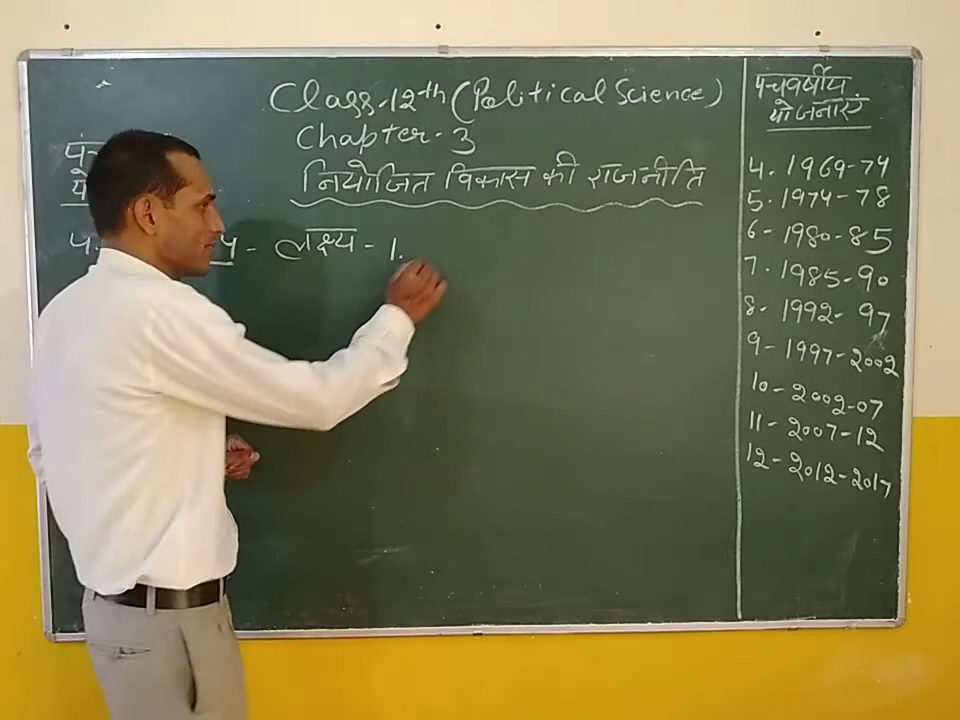 Class-12th (Political Science)
Chapter-3
नियोजित विकास की राजनीति
लक्ष्य - 1.
पंचवर्षीय
योजनाएं
4. 1969-74
5. 1974-78
6- 1980-85
7. 1985-90
8- 1992-97
9-1997-2002
10-2002-07
11-2007-12
12-2012-2017